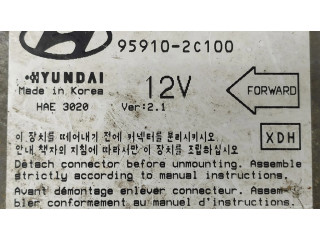 95910-2C100
HYUNDAI
Made in Korea
12V
FORWARD
HAE 3020
Ver:2.1
이 장치를 떼어내기 전에 커넥터를 분리시키시오
안내 책자의 지침에 따라서만 이 장치를 조립하십시오
XDH
Detach connector before unmounting. Assemble
strictly according to manual instructions.
Avant démontage enlever connecteur. Assem-
bler conformement au manuel d'instructions.